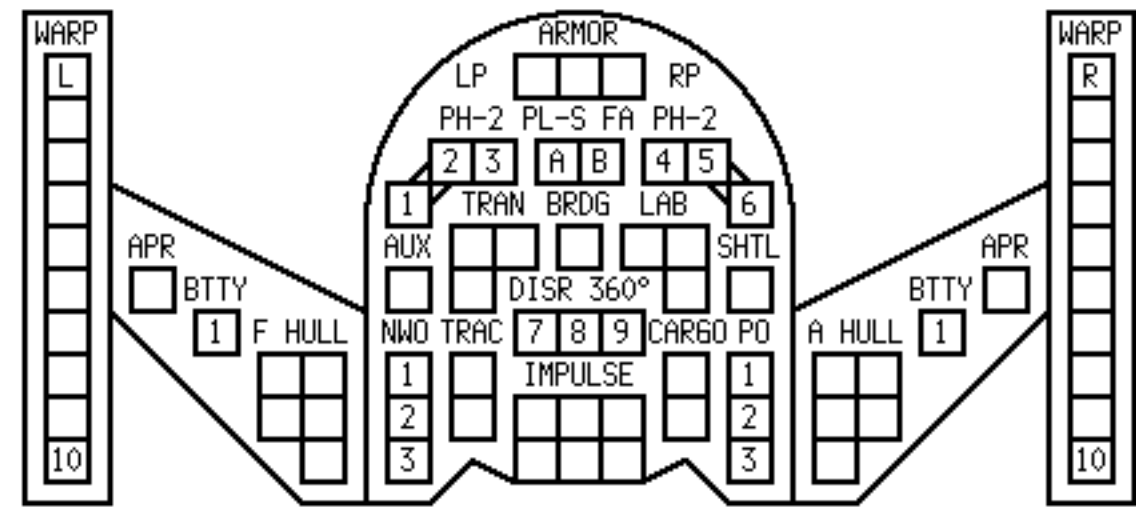 WARP ARMOR WARP
L LP RP R
PH-2 PL-S FA PH-2
2 3 A B 4 5
1 TRAN BRDG LAB 6
APR AUX SHTL APR
BTTY DISR 360° BTTY
1 F HULL NWO TRAC 7 8 9 CARGO PO A HULL 1
1 IMPULSE 1
2 2
10 3 3 10